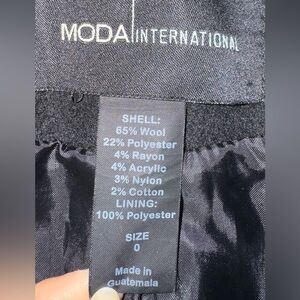 MODA INTERNATIONAL
SHELL:
65% Wool
22% Polyester
4% Rayon
4% Acrylic
3% Nylon
2% Cotton
LINING:
100% Polyester
SIZE
0
Made in
Guatemala